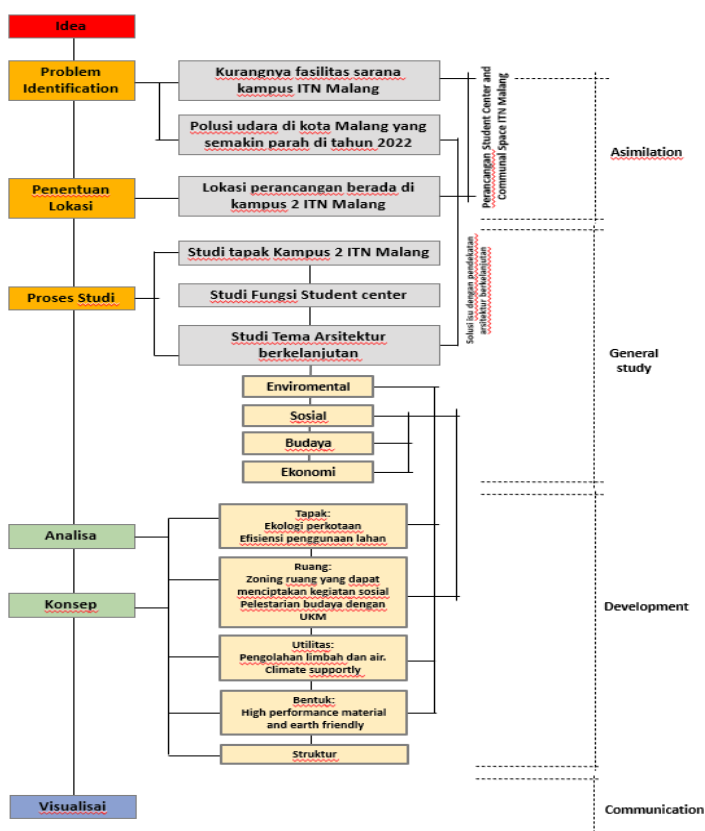 Idea
Problem
Identification
Kurangnya fasilitas sarana
kampus ITN Malang
Polusi udara di kota Malang yang
semakin parah di tahun 2022
Perancangan Student Center and
Communal Space ITN Malang
Asimilation
Penentuan
Lokasi
Lokasi perancangan berada di
kampus 2 ITN Malang
Proses Studi
Studi tapak Kampus 2 ITN Malang
Studi Fungsi Student center
Studi Tema Arsitektur
berkelanjutan
Solusi isu dengan pendekatan
arsitektur berkelanjutan
General
study
Enviromental
Sosial
Budaya
Ekonomi
Analisa
Konsep
Tapak:
Ekologi perkotaan
Efisiensi penggunaan lahan
Ruang:
Zoning ruang yang dapat
menciptakan kegiatan sosial
Pelestarian budaya dengan
UKM
Utilitas:
Pengolahan limbah dan air.
Climate supportly
Bentuk:
High performance material
and earth friendly
Struktur
Development
Visualisai
Communication